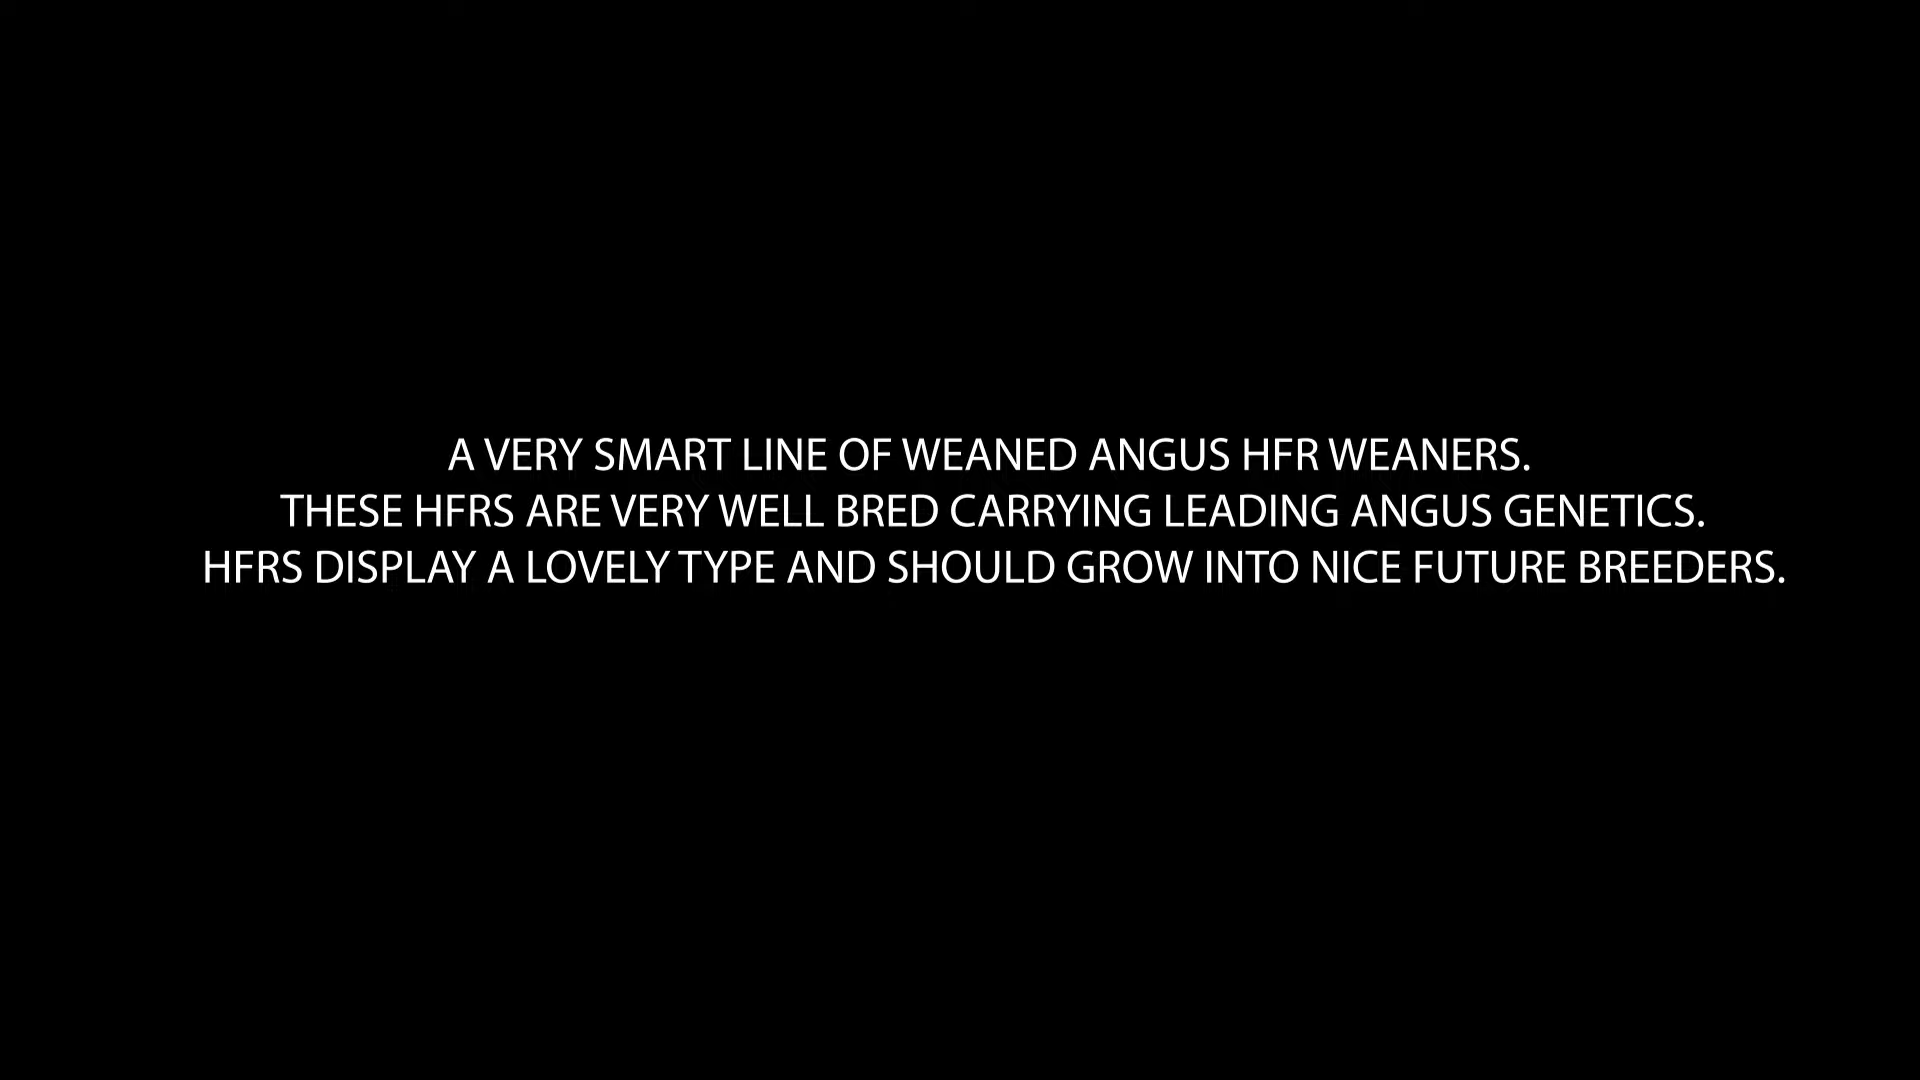 A VERY SMART LINE OF WEANED ANGUS HFR WEANERS.
THESE HFRS ARE VERY WELL BRED CARRYING LEADING ANGUS GENETICS.
HFRS DISPLAY A LOVELY TYPE AND SHOULD GROW INTO NICE FUTURE BREEDERS.